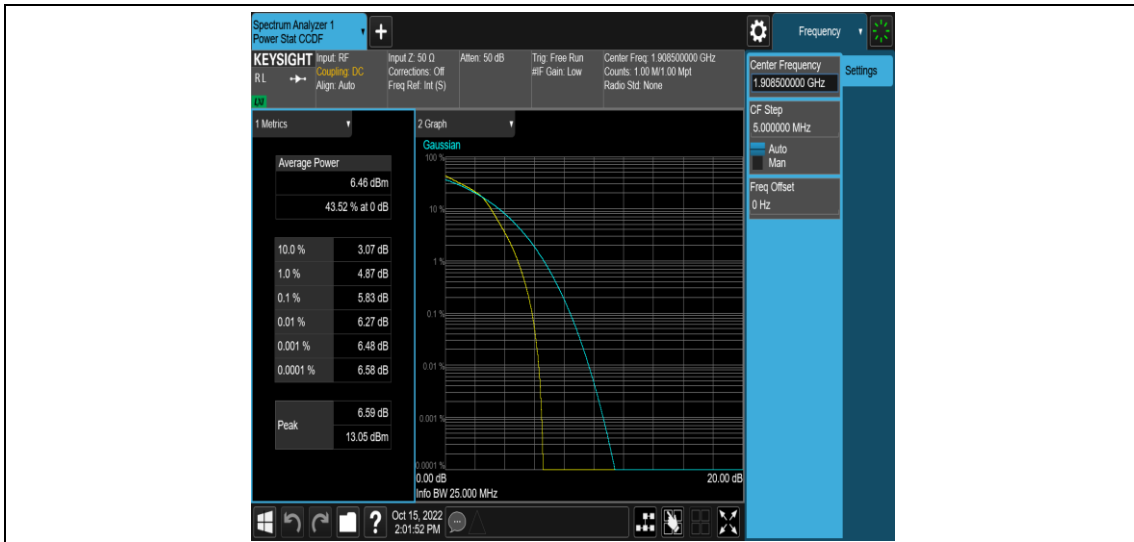 Spectrum Analyzer 1
Power Stat CCDF
+
Frequency
KEYSIGHT
RL
LXI
Input: RF
Coupling: DC
Align: Auto
Input Z: 50 Ω
Corrections: Off
Freq Ref: Int (S)
Atten: 50 dB
Trig: Free Run
#IF Gain: Low
Center Freq: 1.908500000 GHz
Counts: 1.00 M/1.00 Mpt
Radio Std: None
Center Frequency
1.908500000 GHz
Settings
CF Step
5.000000 MHz
Auto
Man
Freq Offset
0 Hz
1 Metrics
Average Power
6.46 dBm
43.52 % at 0 dB
10.0 % 3.07 dB
1.0 % 4.87 dB
0.1 % 5.83 dB
0.01 % 6.27 dB
0.001 % 6.48 dB
0.0001 % 6.58 dB
Peak
6.59 dB
13.05 dBm
2 Graph
Gaussian
100 %
10 %
1 %
0.1 %
0.01 %
0.001 %
0.0001 %
0.00 dB 20.00 dB
Info BW 25.000 MHz
?
Oct 15, 2022
2:01:52 PM